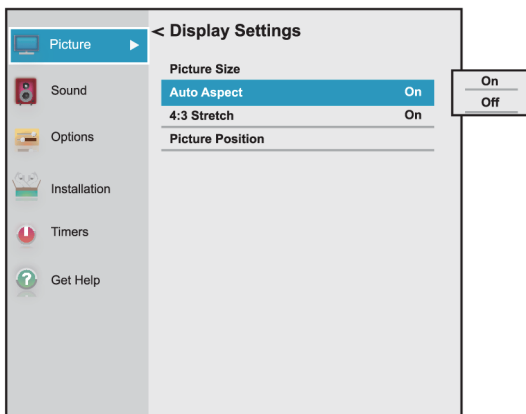 Picture
Sound
Options
Installation
Timers
Get Help
< Display Settings
Picture Size
Auto Aspect On
4:3 Stretch On
Picture Position
On
Off